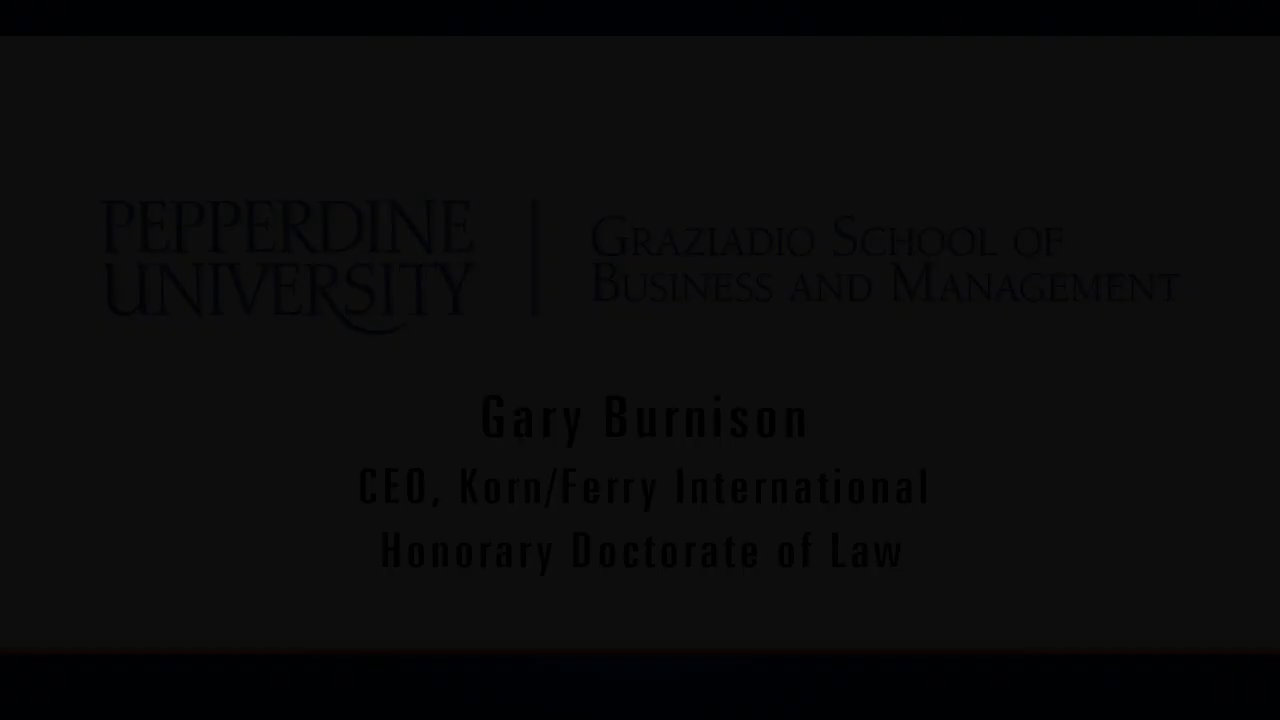 PEPPERDINE
UNIVERSITY
GRAZIADIO SCHOOL OF
BUSINESS AND MANAGEMENT
Gary Burnison
CEO, Korn/Ferry International
Honorary Doctorate of Law